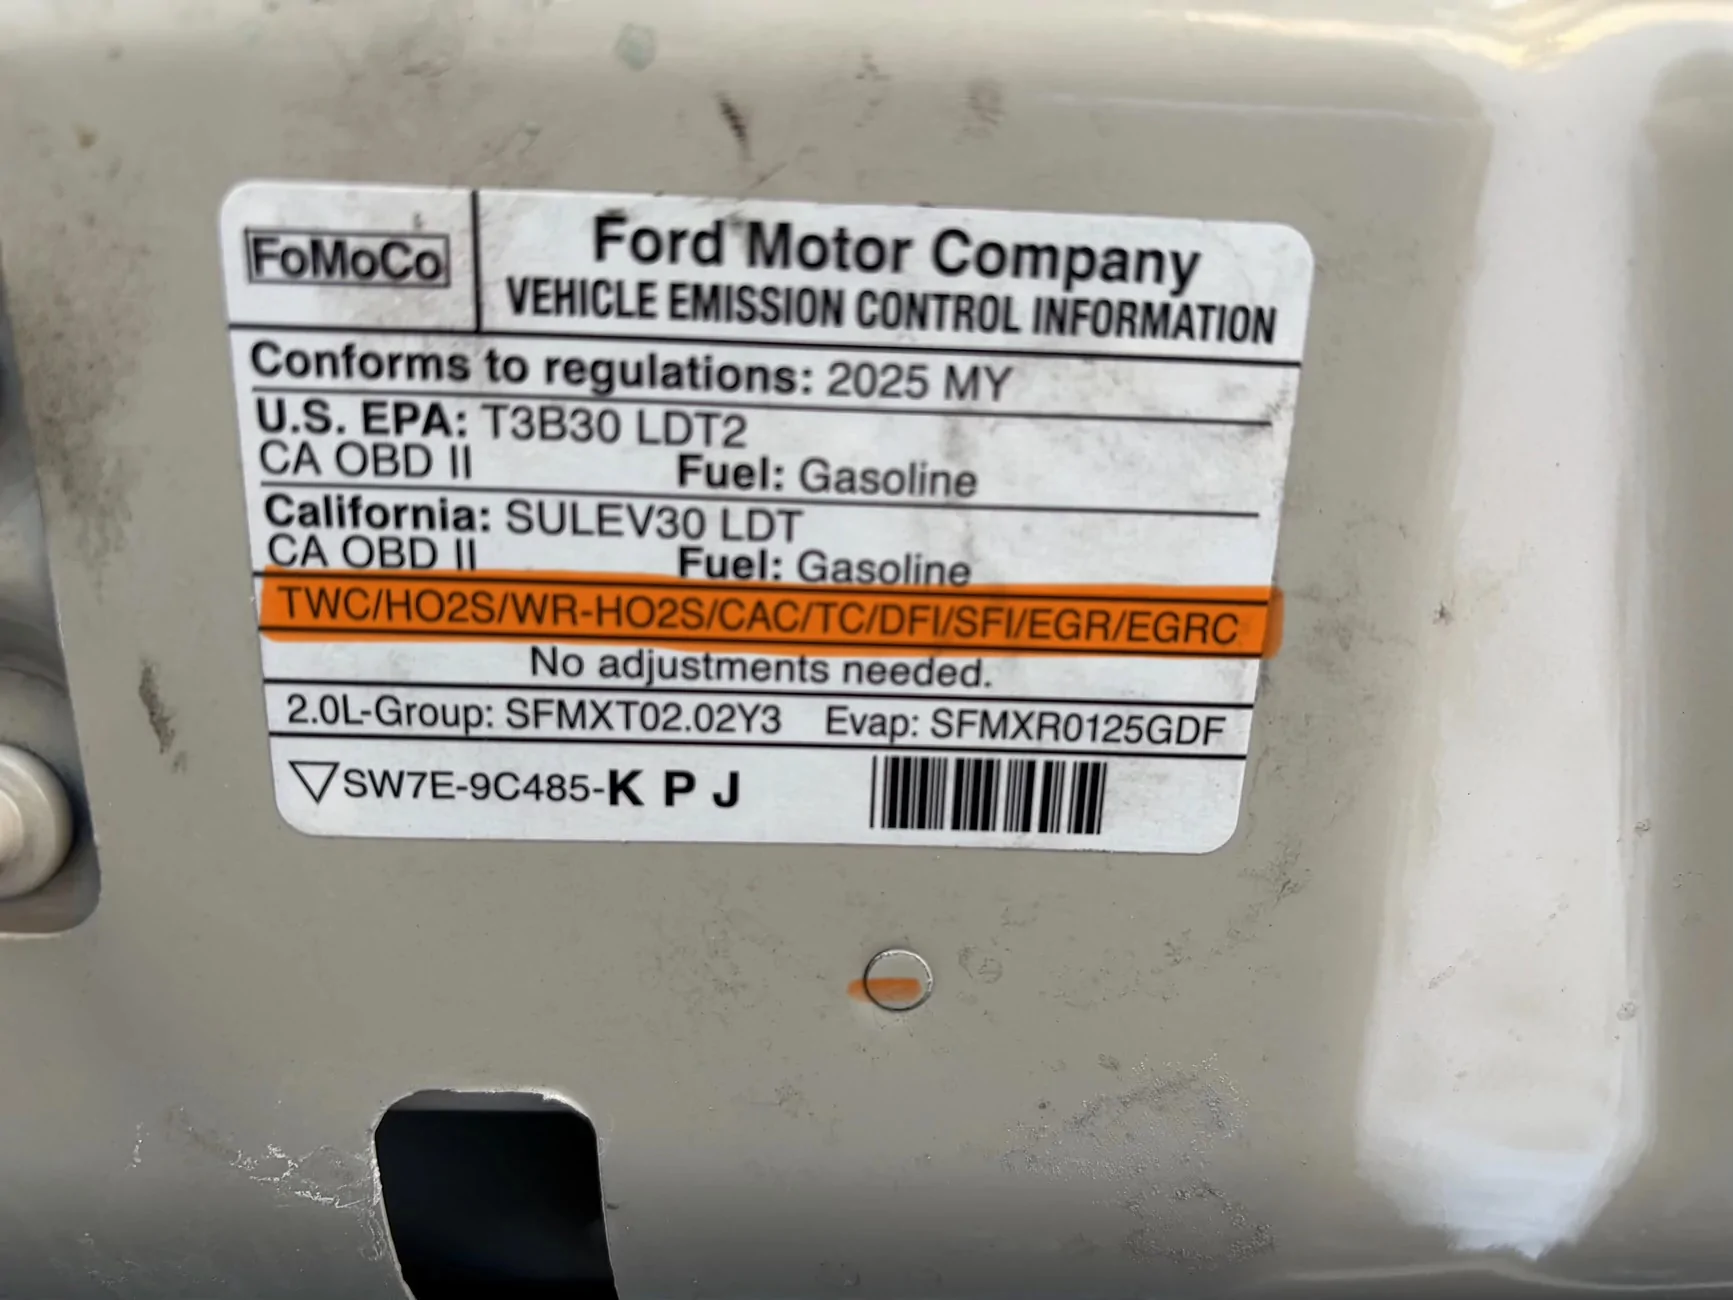 FoMoCo
Ford Motor Company
VEHICLE EMISSION CONTROL INFORMATION
Conforms to regulations: 2025 MY
U.S. EPA: T3B30 LDT2
CA OBD II Fuel: Gasoline
California: SULEV30 LDT
CA OBD II Fuel: Gasoline
TWC/HO2S/WR-HO2S/CAC/TC/DFI/SFI/EGR/EGRC
No adjustments needed.
2.0L-Group: SFMXT02.02Y3 Evap: SFMXR0125GDF
SW7E-9C485-K P J